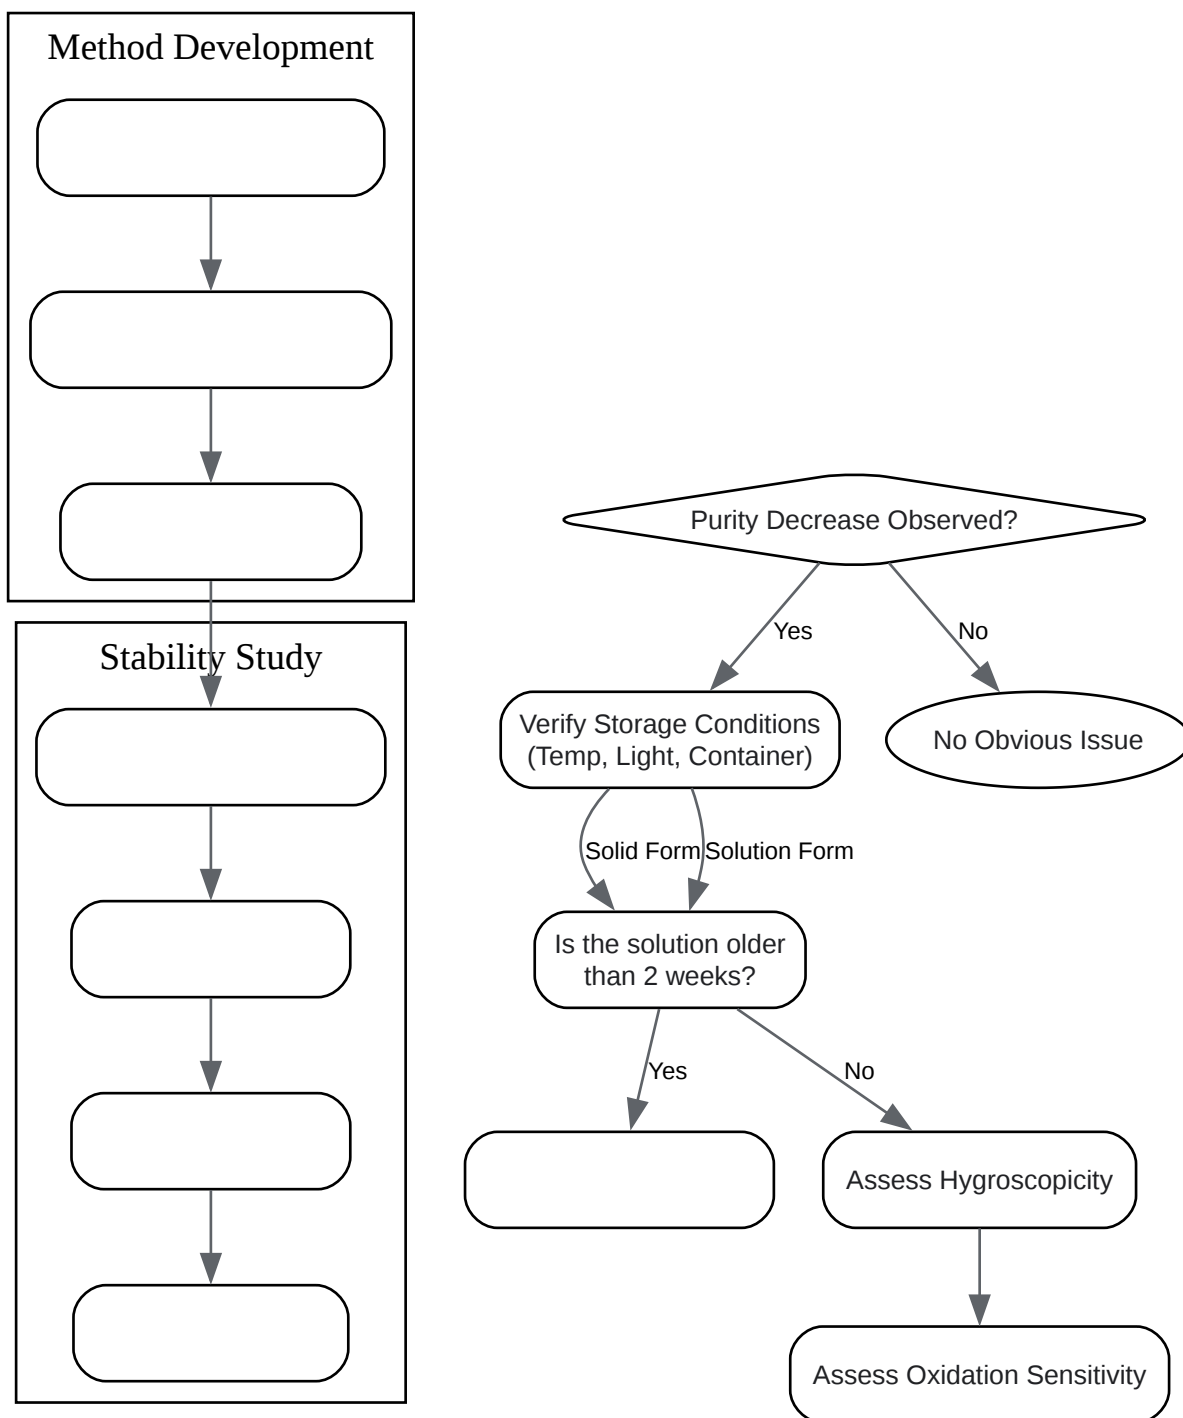 Method Development
Stability Study
Purity Decrease Observed?
Yes
No
Verify Storage Conditions
(Temp, Light, Container)
No Obvious Issue
Solid Form
Solution Form
Is the solution older
than 2 weeks?
Yes
No
Assess Hygroscopicity
Assess Oxidation Sensitivity